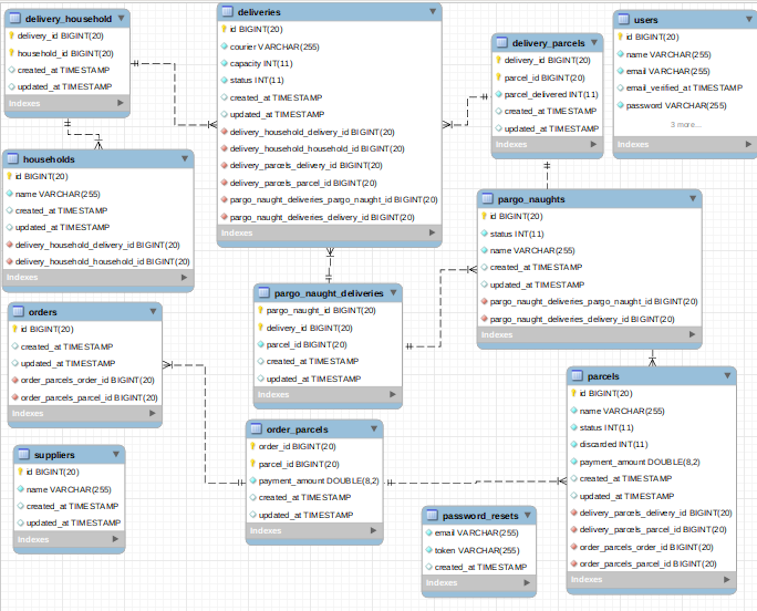 delivery_household
delivery_id BIGINT(20)
household_id BIGINT(20)
created_at TIMESTAMP
updated_at TIMESTAMP
Indexes
deliveries
id BIGINT(20)
courier VARCHAR(255)
capacity INT(11)
status INT(11)
created_at TIMESTAMP
updated_at TIMESTAMP
delivery_household_delivery_id BIGINT(20)
delivery_household_household_id BIGINT(20)
delivery_parcels_delivery_id BIGINT(20)
delivery_parcels_parcel_id BIGINT(20)
pargo_naught_deliveries_pargo_naught_id BIGINT(20)
pargo_naught_deliveries_delivery_id BIGINT(20)
Indexes
delivery_parcels
delivery_id BIGINT(20)
parcel_id BIGINT(20)
parcel_delivered INT(11)
created_at TIMESTAMP
updated_at TIMESTAMP
Indexes
users
id BIGINT(20)
name VARCHAR(255)
email VARCHAR(255)
email_verified_at TIMESTAMP
password VARCHAR(255)
3 more...
Indexes
households
id BIGINT(20)
name VARCHAR(255)
created_at TIMESTAMP
updated_at TIMESTAMP
delivery_household_delivery_id BIGINT(20)
delivery_household_household_id BIGINT(20)
Indexes
pargo_naughts
id BIGINT(20)
status INT(11)
name VARCHAR(255)
created_at TIMESTAMP
updated_at TIMESTAMP
pargo_naught_deliveries_pargo_naught_id BIGINT(20)
pargo_naught_deliveries_delivery_id BIGINT(20)
Indexes
pargo_naught_deliveries
pargo_naught_id BIGINT(20)
delivery_id BIGINT(20)
parcel_id BIGINT(20)
created_at TIMESTAMP
updated_at TIMESTAMP
Indexes
orders
id BIGINT(20)
created_at TIMESTAMP
updated_at TIMESTAMP
order_parcels_order_id BIGINT(20)
order_parcels_parcel_id BIGINT(20)
Indexes
parcels
id BIGINT(20)
name VARCHAR(255)
status INT(11)
discarded INT(11)
payment_amount DOUBLE(8,2)
created_at TIMESTAMP
updated_at TIMESTAMP
delivery_parcels_delivery_id BIGINT(20)
delivery_parcels_parcel_id BIGINT(20)
order_parcels_order_id BIGINT(20)
order_parcels_parcel_id BIGINT(20)
Indexes
order_parcels
order_id BIGINT(20)
parcel_id BIGINT(20)
payment_amount DOUBLE(8,2)
created_at TIMESTAMP
updated_at TIMESTAMP
Indexes
suppliers
id BIGINT(20)
name VARCHAR(255)
created_at TIMESTAMP
updated_at TIMESTAMP
Indexes
password_resets
email VARCHAR(255)
token VARCHAR(255)
created_at TIMESTAMP
Indexes